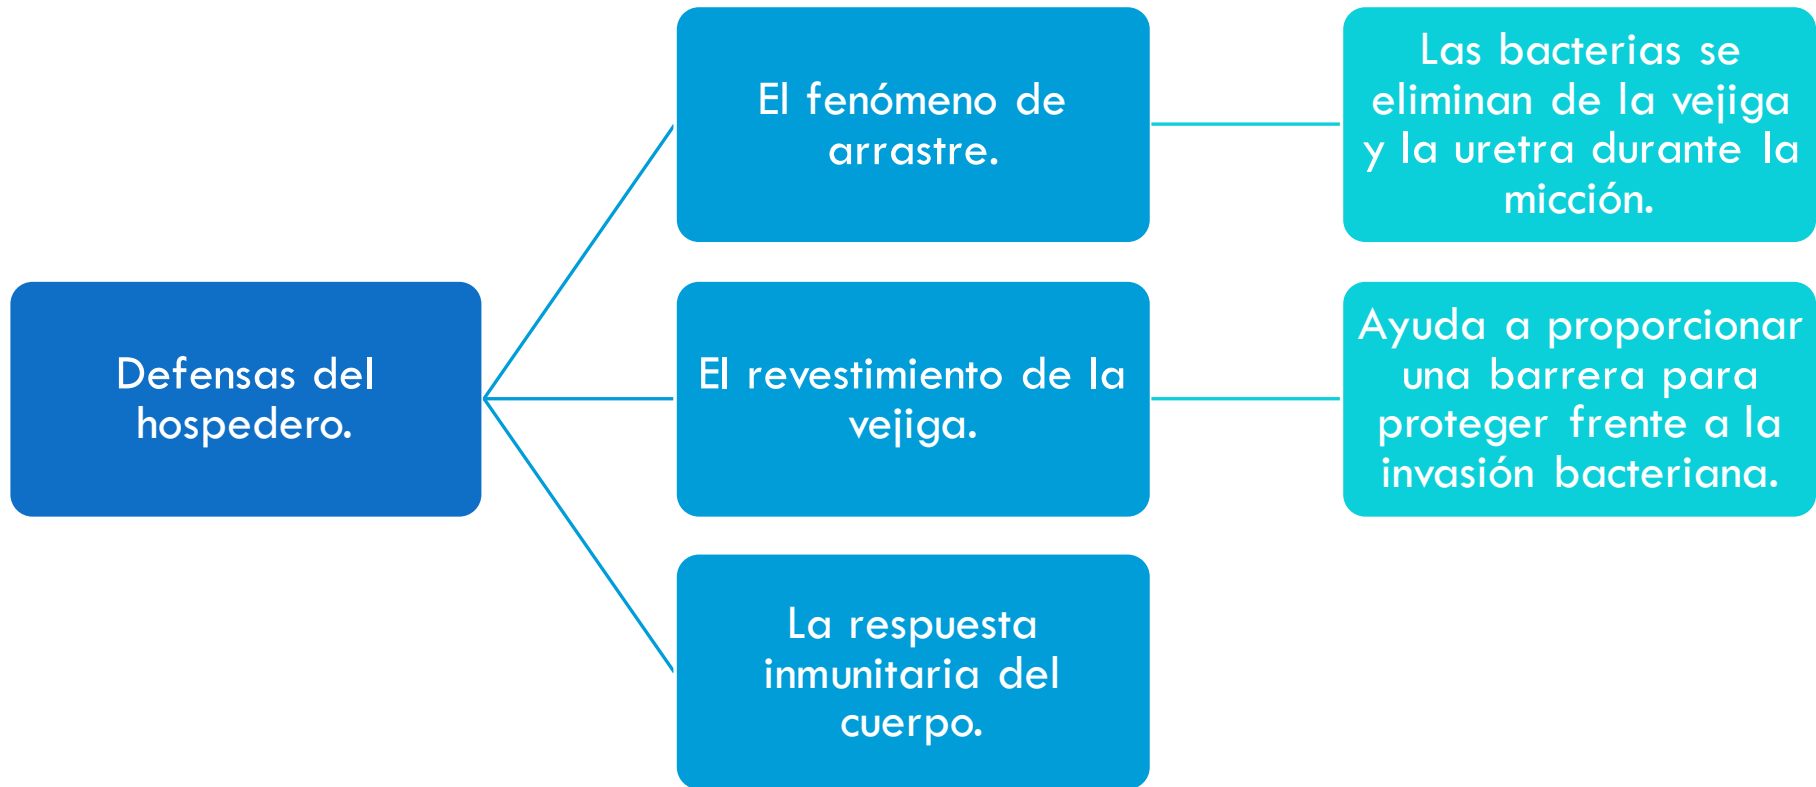 Defensas del
hospedero.
El fenómeno de
arrastre.
Las bacterias se
eliminan de la vejiga
y la uretra durante la
micción.
El revestimiento de la
vejiga.
Ayuda a proporcionar
una barrera para
proteger frente a la
invasión bacteriana.
La respuesta
inmunitaria del
cuerpo.